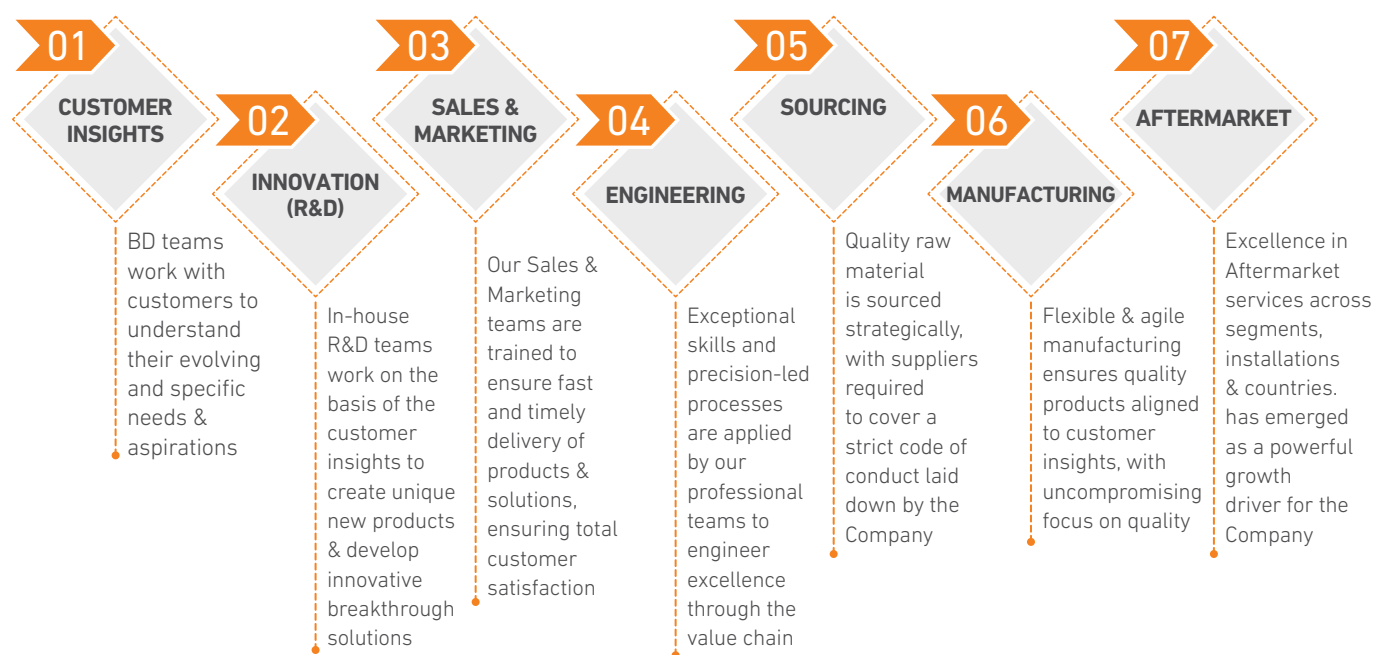 01
CUSTOMER
INSIGHTS
BD teams
work with
customers to
understand
their evolving
and specific
needs &
aspirations
02
INNOVATION
(R&D)
In-house
R&D teams
work on the
basis of the
customer
insights to
create unique
new products
& develop
innovative
breakthrough
solutions
03
SALES &
MARKETING
Our Sales &
Marketing
teams are
trained to
ensure fast
and timely
delivery of
products &
solutions,
ensuring total
customer
satisfaction
04
ENGINEERING
Exceptional
skills and
precision-led
processes
are applied
by our
professional
teams to
engineer
excellence
through the
value chain
05
SOURCING
Quality raw
material
is sourced
strategically,
with suppliers
required
to cover a
strict code of
conduct laid
down by the
Company
06
MANUFACTURING
Flexible & agile
manufacturing
ensures quality
products aligned
to customer
insights, with
uncompromising
focus on quality
07
AFTERMARKET
Excellence in
Aftermarket
services across
segments,
installations
& countries.
has emerged
as a powerful
growth
driver for the
Company